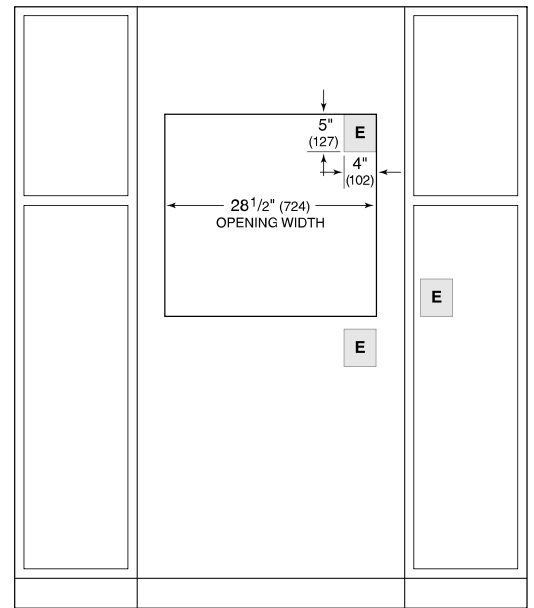 5"
(127)
E
4"
(102)
28 1/2" (724)
OPENING WIDTH
E
E